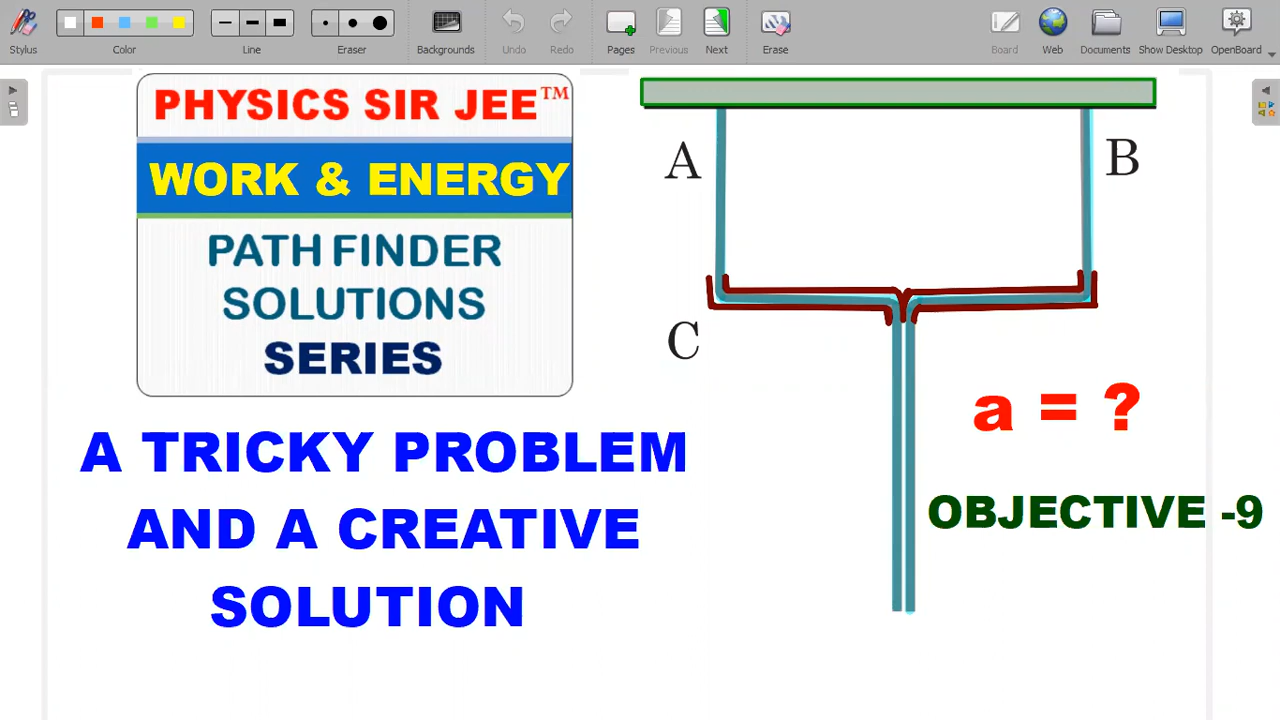 Stylus
Color
Line
Eraser
Backgrounds
Undo
Redo
Pages
Previous
Next
Erase
Board
Web
Documents
Show Desktop
OpenBoard
PHYSICS SIR JEE™
WORK & ENERGY
PATH FINDER
SOLUTIONS
SERIES
A TRICKY PROBLEM
AND A CREATIVE
SOLUTION
A
B
C
a = ?
OBJECTIVE -9